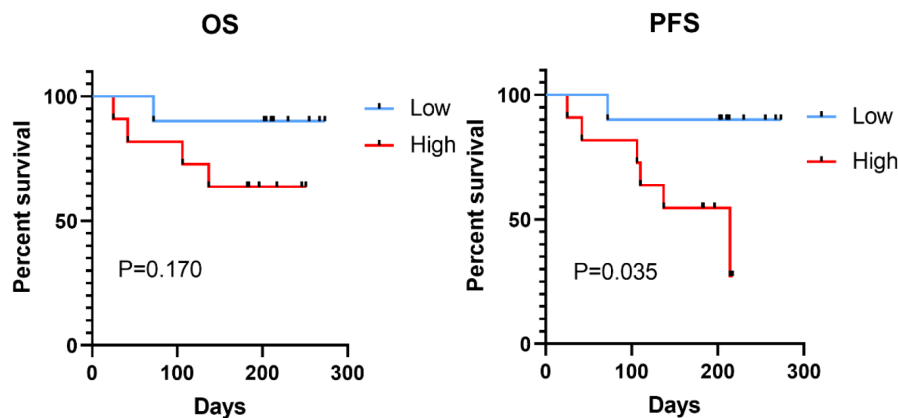 OS
Percent survival
100
50
0
0 100 200 300
Days
Low
High
P=0.170
PFS
Percent survival
100
50
0
0 100 200 300
Days
Low
High
P=0.035